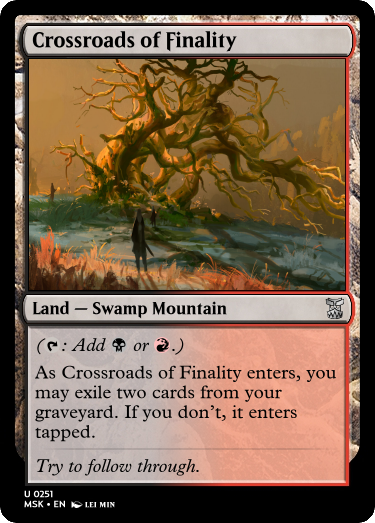 Crossroads of Finality
Land — Swamp Mountain
(: Add or .)
As Crossroads of Finality enters, you
may exile two cards from your
graveyard. If you don't, it enters
tapped.
Try to follow through.
U 0251
MSK • EN LEI MIN